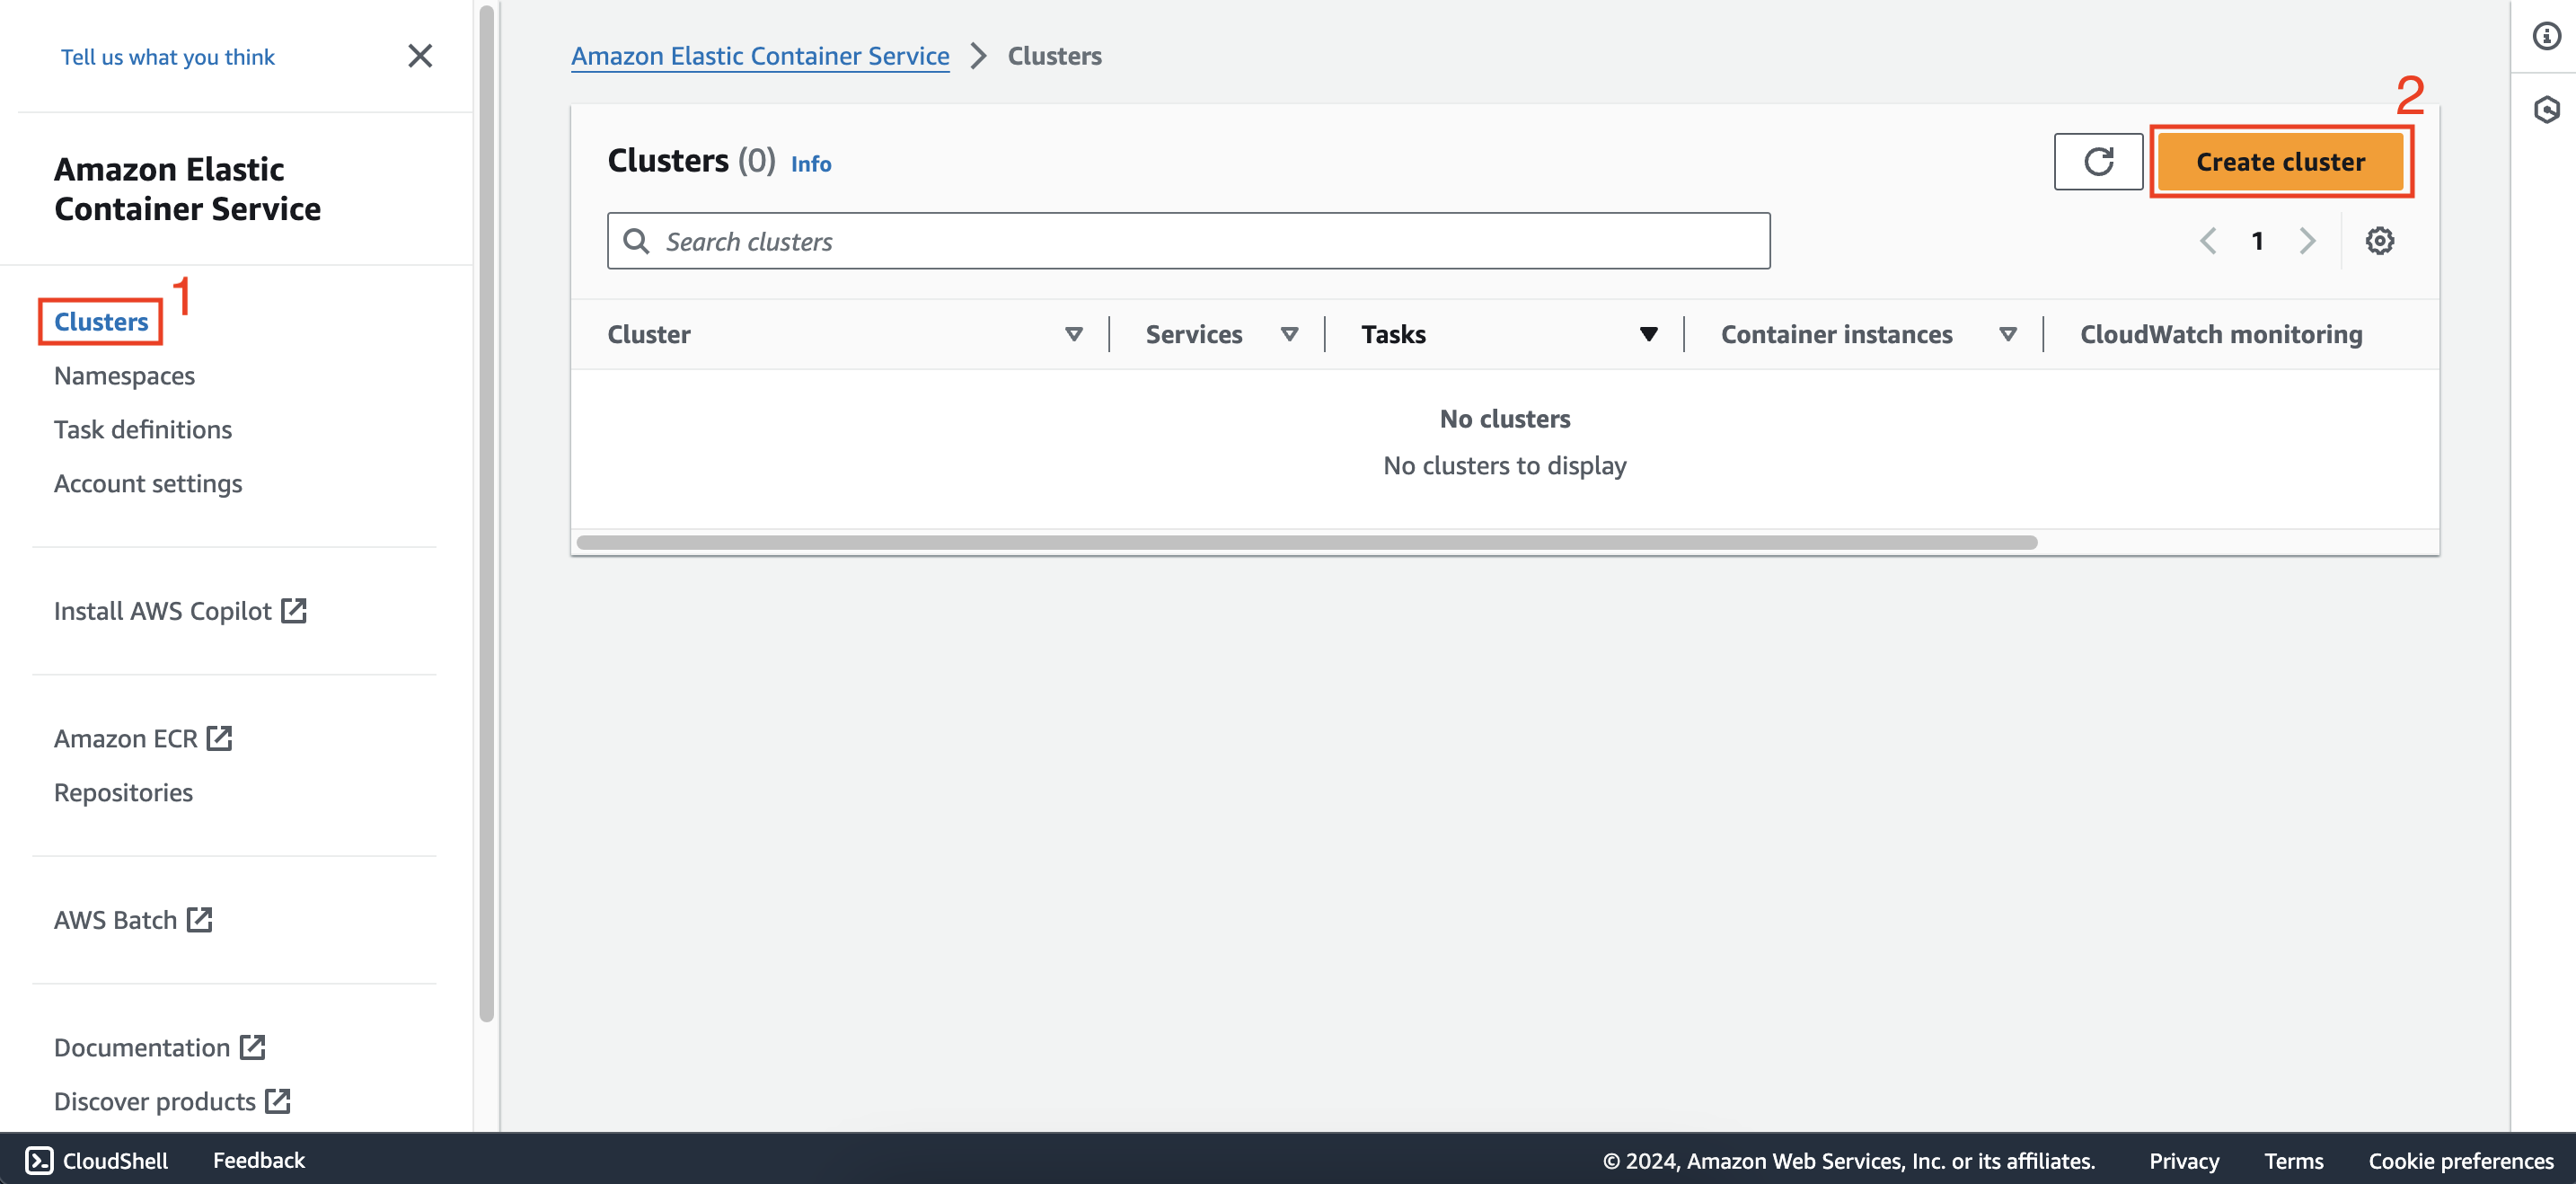 Tell us what you think
Amazon Elastic
Container Service
1
Clusters
Namespaces
Task definitions
Account settings
Install AWS Copilot
Amazon ECR
Repositories
AWS Batch
Documentation
Discover products
Amazon Elastic Container Service > Clusters
2
Clusters (0) Info
Create cluster
Search clusters
1
Cluster Services Tasks Container instances CloudWatch monitoring
No clusters
No clusters to display
CloudShell Feedback © 2024, Amazon Web Services, Inc. or its affiliates. Privacy Terms Cookie preferences